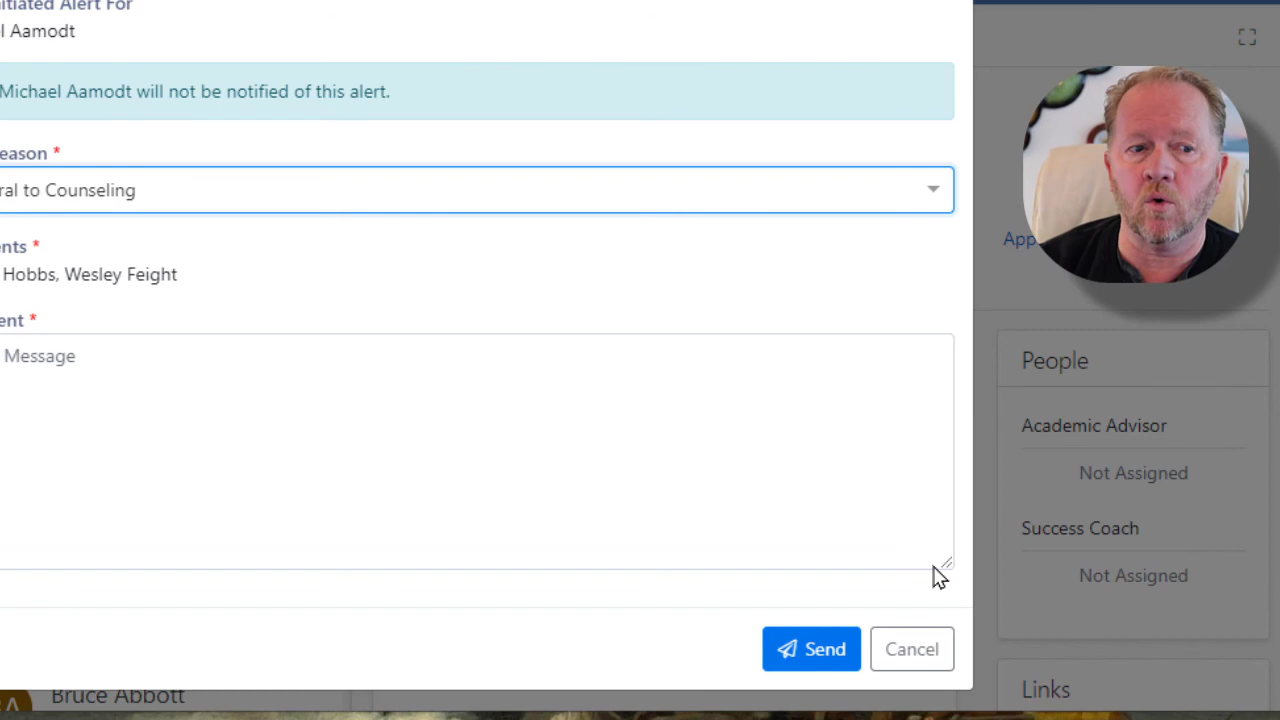 nitiated Alert For
l Aamodt
Michael Aamodt will not be notified of this alert.
eason *
ral to Counseling
ents *
Hobbs, Wesley Feight
ent *
Message
Send
Cancel
App
People
Academic Advisor
Not Assigned
Success Coach
Not Assigned
Links
A
Bruce Abbott